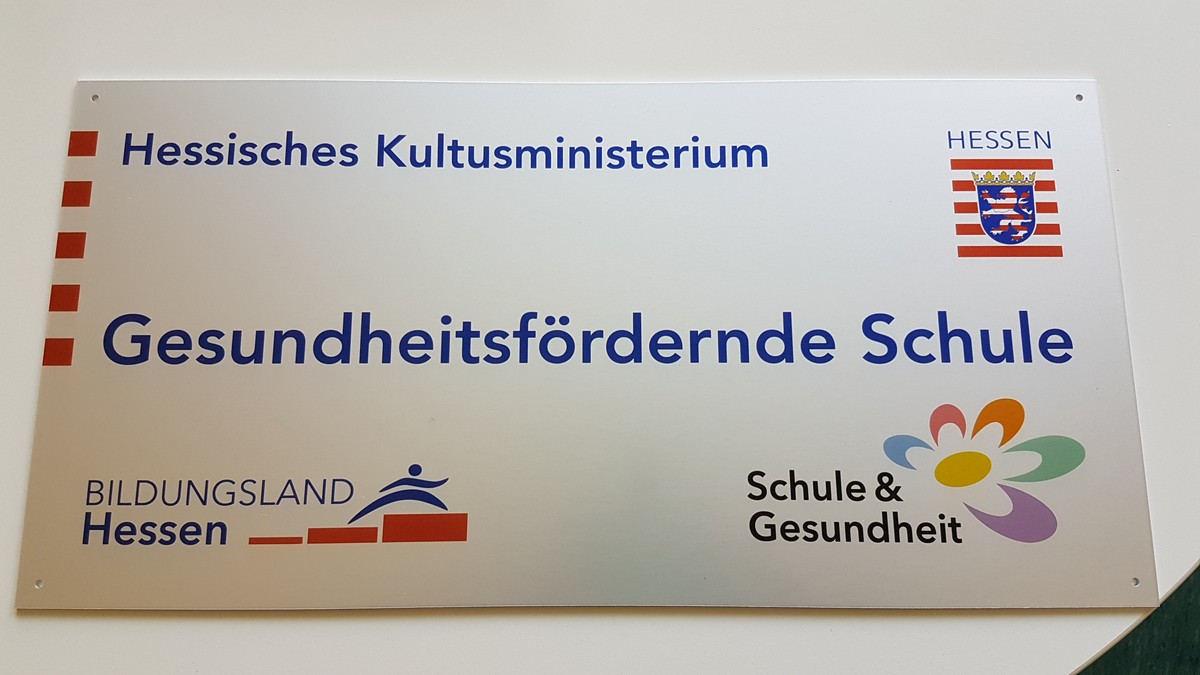 Hessisches Kultusministerium
HESSEN
Gesundheitsfördernde Schule
BILDUNGSLAND
Hessen
Schule &
Gesundheit